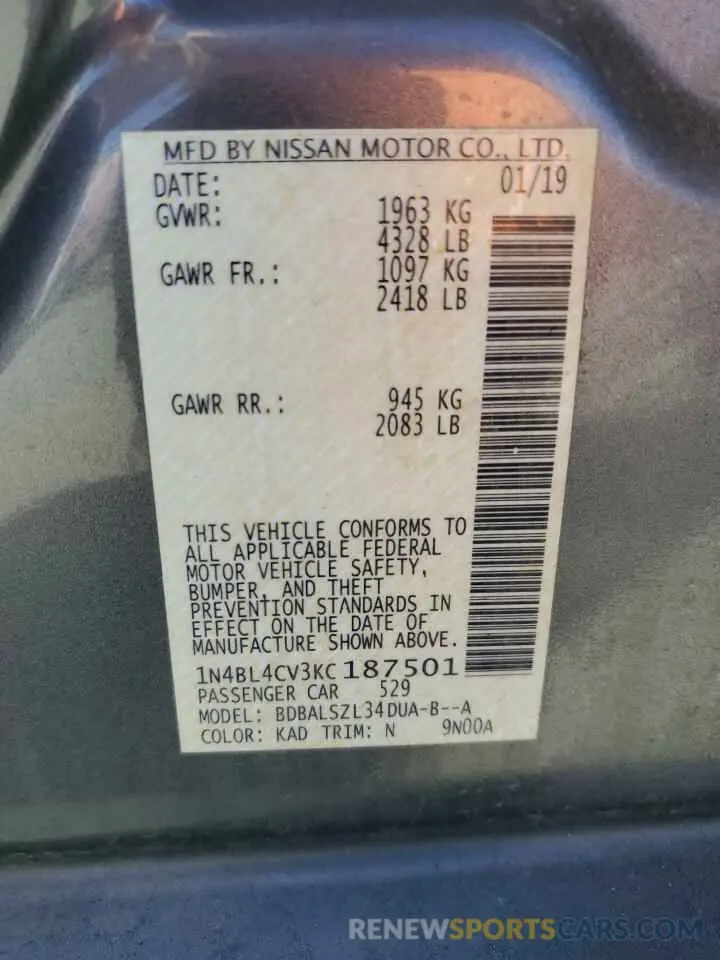 MFD BY NISSAN MOTOR CO., LTD.
DATE: 01/19
GVWR: 1963 KG
4328 LB
GAWR FR.: 1097 KG
2418 LB
GAWR RR.: 945 KG
2083 LB
THIS VEHICLE CONFORMS TO
ALL APPLICABLE FEDERAL
MOTOR VEHICLE SAFETY,
BUMPER, AND THEFT
PREVENTION STANDARDS IN
EFFECT ON THE DATE OF
MANUFACTURE SHOWN ABOVE.
1N4BL4CV3KC187501
PASSENGER CAR 529
MODEL: BDBALSZL34DUA-B--A
COLOR: KAD TRIM: N 9N00A
RENEWSPORTSCARS.COM